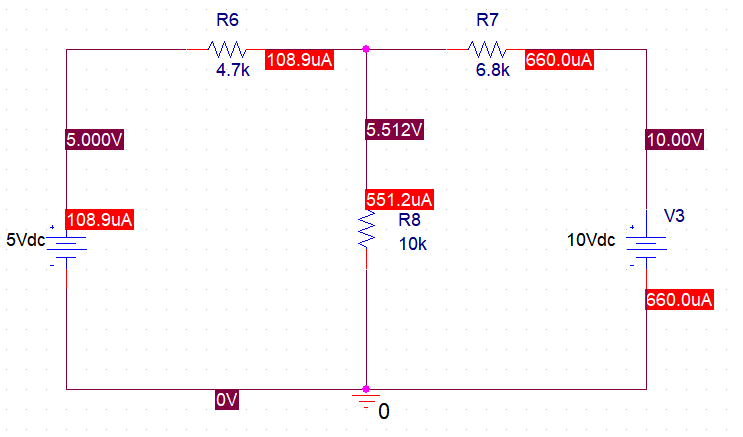 R6
R7
108.9uA
660.0uA
4.7k
6.8k
5.000V
5.512V
10.00V
108.9uA
551.2uA
R8
V3
5Vdc
10k
10Vdc
660.0uA
0V
0